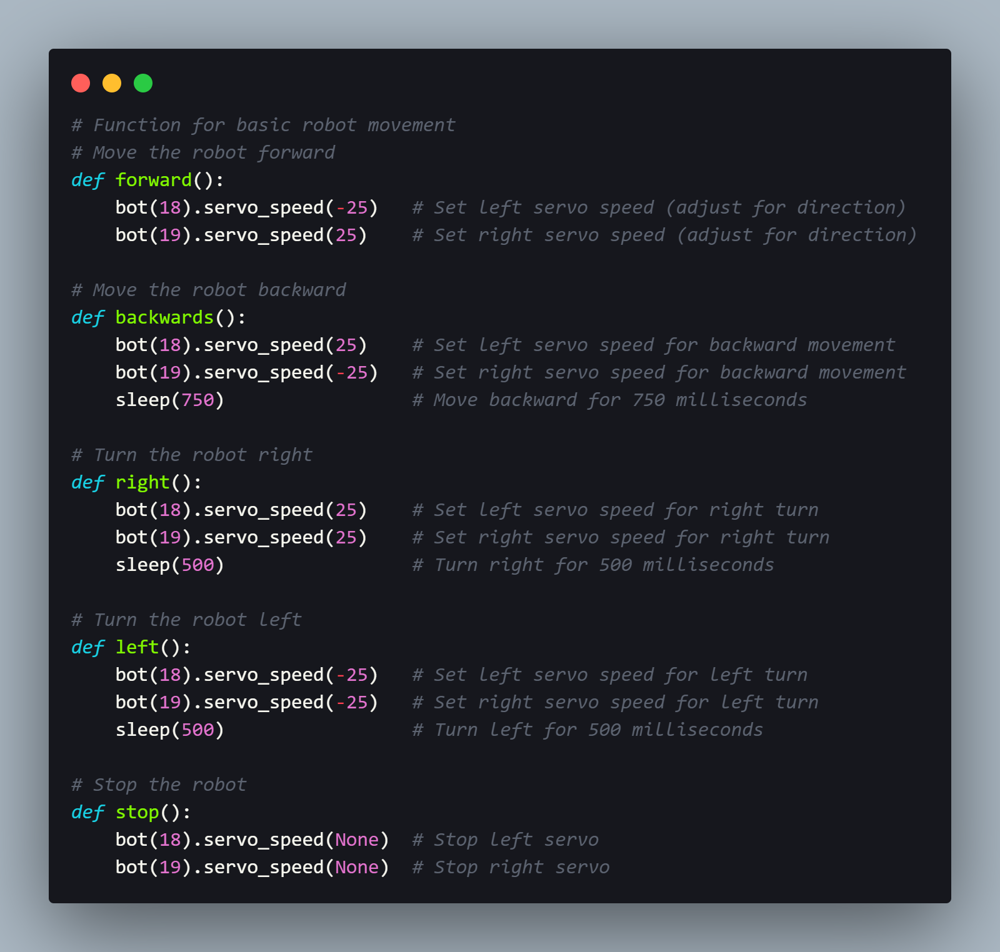 # Function for basic robot movement
# Move the robot forward
def forward():
    bot(18).servo_speed(-25)   # Set left servo speed (adjust for direction)
    bot(19).servo_speed(25)    # Set right servo speed (adjust for direction)

# Move the robot backward
def backwards():
    bot(18).servo_speed(25)    # Set left servo speed for backward movement
    bot(19).servo_speed(-25)   # Set right servo speed for backward movement
    sleep(750)                 # Move backward for 750 milliseconds

# Turn the robot right
def right():
    bot(18).servo_speed(25)    # Set left servo speed for right turn
    bot(19).servo_speed(25)    # Set right servo speed for right turn
    sleep(500)                 # Turn right for 500 milliseconds

# Turn the robot left
def left():
    bot(18).servo_speed(-25)   # Set left servo speed for left turn
    bot(19).servo_speed(-25)   # Set right servo speed for left turn
    sleep(500)                 # Turn left for 500 milliseconds

# Stop the robot
def stop():
    bot(18).servo_speed(None)  # Stop left servo
    bot(19).servo_speed(None)  # Stop right servo